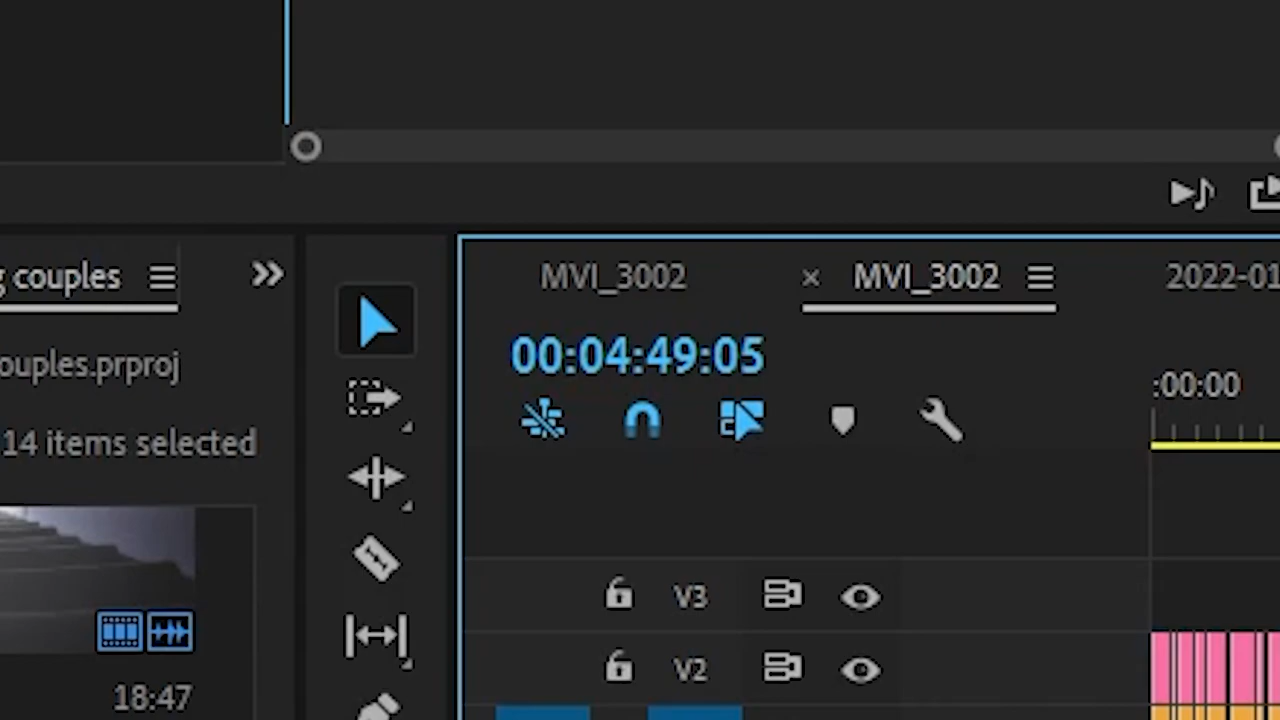 g couples
MVI_3002
× MVI_3002
2022-01
ouples.prproj
00:04:49:05
:00:00
14 items selected
V3
V2
18:47